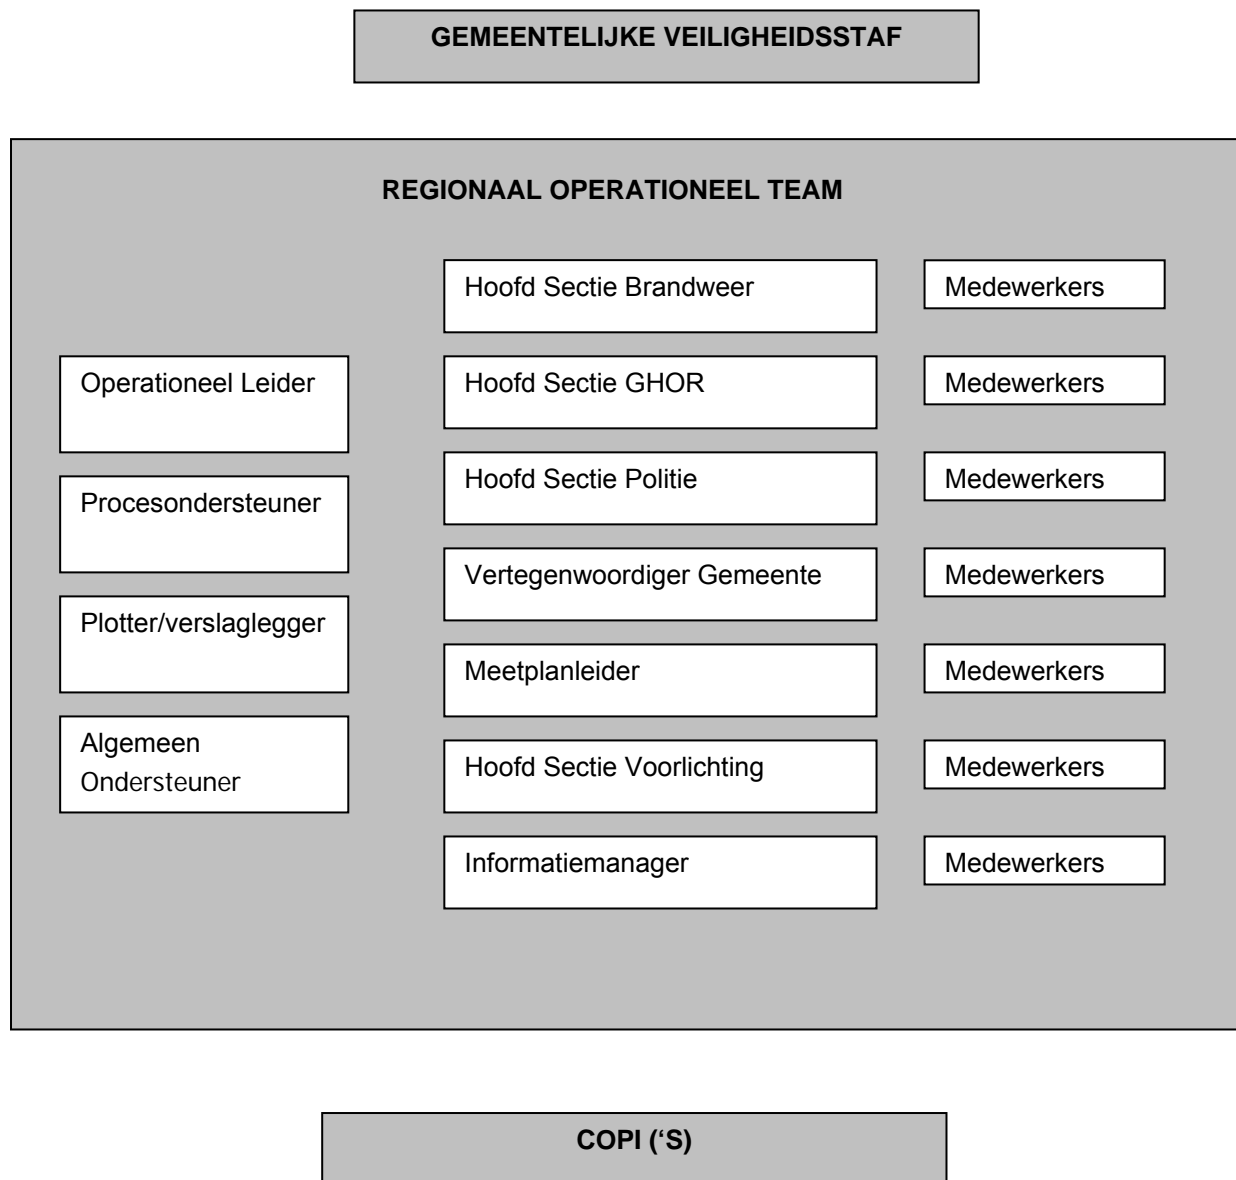 GEMEENTELIJKE VEILIGHEIDSSTAF
REGIONAAL OPERATIONEEL TEAM
Operationeel Leider
Procesondersteuner
Plotter/verslaglegger
Algemeen
Ondersteuner
Hoofd Sectie Brandweer
Medewerkers
Hoofd Sectie GHOR
Medewerkers
Hoofd Sectie Politie
Medewerkers
Vertegenwoordiger Gemeente
Medewerkers
Meetplanleider
Medewerkers
Hoofd Sectie Voorlichting
Medewerkers
Informatiemanager
Medewerkers
COPI (‘S)